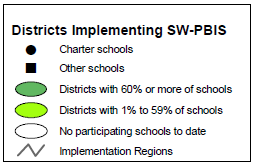 Districts Implementing SW-PBIS
Charter schools
Other schools
Districts with 60% or more of schools
Districts with 1% to 59% of schools
No participating schools to date
Implementation Regions